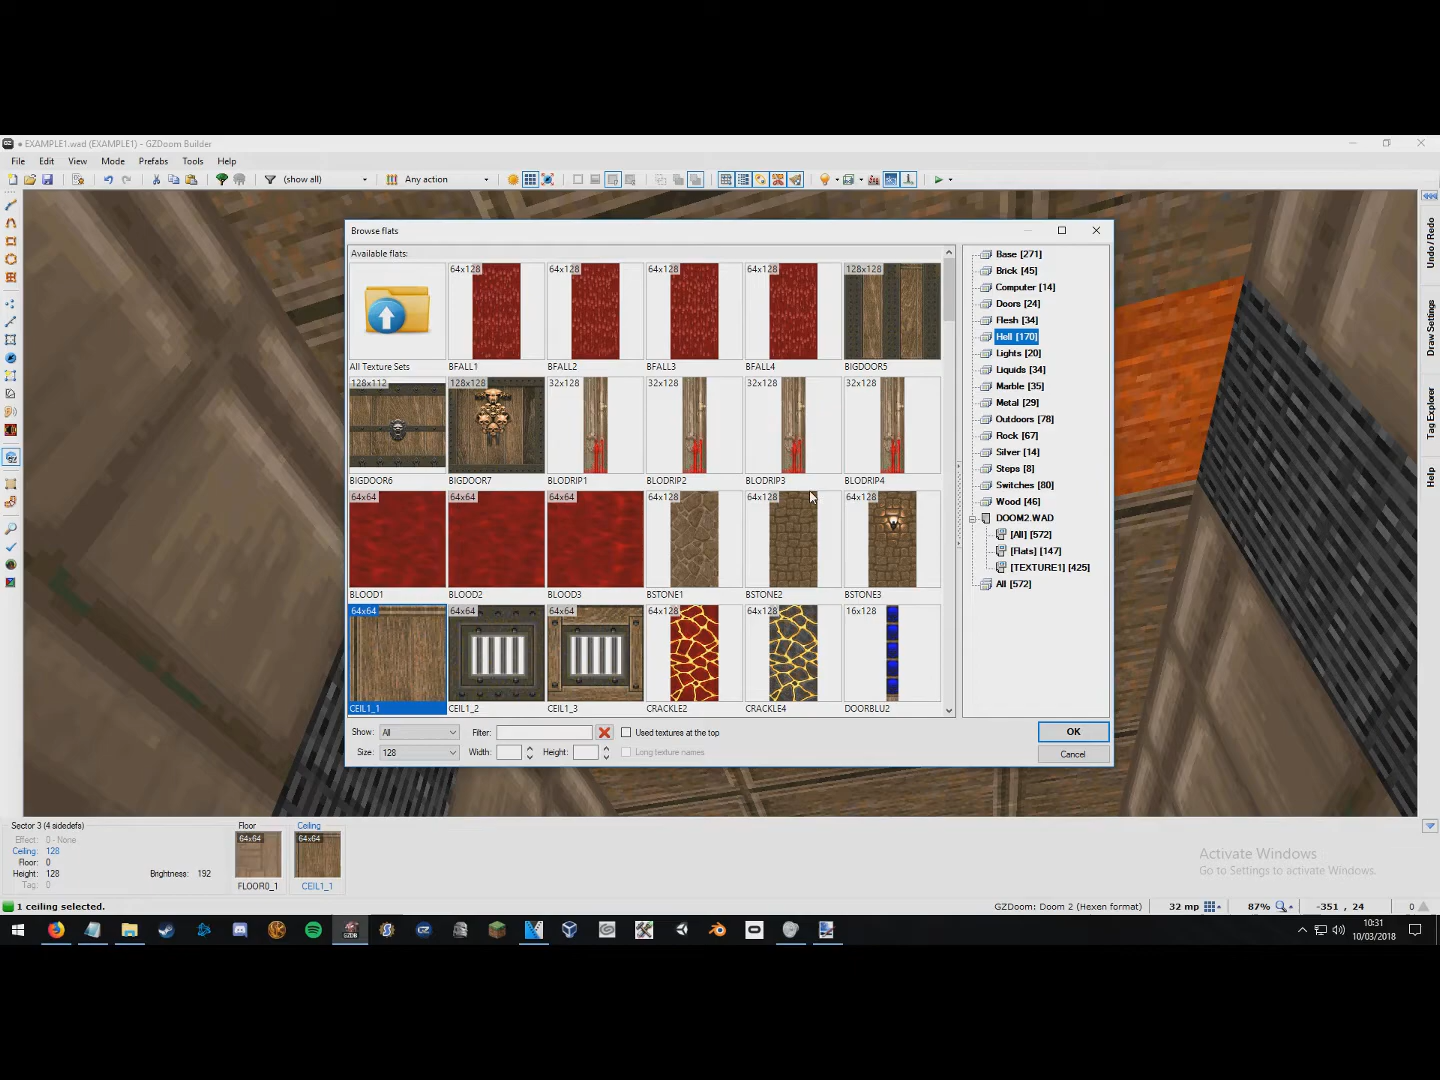 EXAMPLE1.wad (EXAMPLE1) - GZDoom Builder
File Edit View Mode Prefabs Tools Help
(show all) Any action
Browse flats
Available flats:
All Texture Sets
64x128 BFALL1
64x128 BFALL2
64x128 BFALL3
64x128 BFALL4
128x128 BIGDOOR5
128x112 BIGDOOR6
128x128 BIGDOOR7
32x128 BLODRIP1
32x128 BLODRIP2
32x128 BLODRIP3
32x128 BLODRIP4
64x64 BLOOD1
64x64 BLOOD2
64x64 BLOOD3
64x128 BSTONE1
64x128 BSTONE2
64x128 BSTONE3
64x64 CEIL1_1
64x64 CEIL1_2
64x64 CEIL1_3
64x128 CRACKLE2
64x128 CRACKLE4
16x128 DOORBLU2
Base [271]
Brick [45]
Computer [14]
Doors [24]
Flesh [34]
Hell [170]
Lights [20]
Liquids [34]
Marble [35]
Metal [29]
Outdoors [78]
Rock [67]
Silver [14]
Steps [8]
Switches [80]
Wood [46]
DOOM2.WAD
[All] [572]
[Flats] [147]
[TEXTURE1] [425]
All [572]
Show: All Filter: Used textures at the top
Size: 128 Width: Height: Long texture names
OK
Cancel
Undo / Redo
Draw Settings
Tag Explorer
Help
Sector 3 (4 sidedefs)
Effect: 0 - None
Ceiling: 128
Floor: 0
Height: 128 Brightness: 192
Tag: 0
Floor
64x64
FLOOR0_1
Ceiling
64x64
CEIL1_1
Activate Windows
Go to Settings to activate Windows.
1 ceiling selected.
GZDoom: Doom 2 (Hexen format) 32 mp 87% -351 , 24 0
10:31
10/03/2018